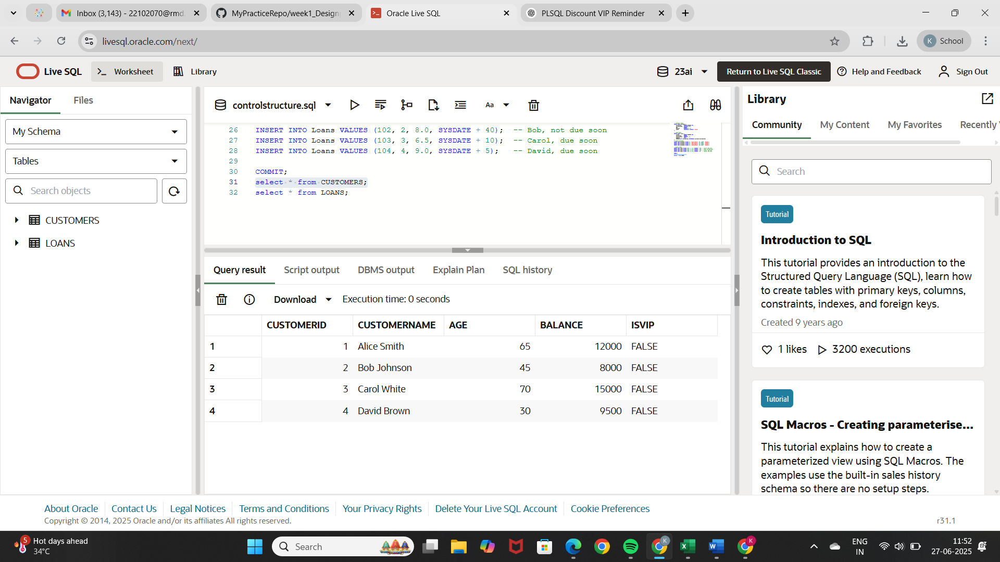 Inbox (3,143) - 22102070@rmd.
MyPracticeRepo/week1_Design
Oracle Live SQL
PLSQL Discount VIP Reminder
livesql.oracle.com/next/
K School
Live SQL
Worksheet
Library
23ai
Return to Live SQL Classic
Help and Feedback
Sign Out
Navigator
Files
My Schema
Tables
Search objects
CUSTOMERS
LOANS
controlstructure.sql
Aa
26 INSERT INTO Loans VALUES (102, 2, 8.0, SYSDATE + 40); -- Bob, not due soon
27 INSERT INTO Loans VALUES (103, 3, 6.5, SYSDATE + 10); -- Carol, due soon
28 INSERT INTO Loans VALUES (104, 4, 9.0, SYSDATE + 5); -- David, due soon
29
30 COMMIT;
31 select * from CUSTOMERS;
32 select * from LOANS;
Query result
Script output
DBMS output
Explain Plan
SQL history
Download
Execution time: 0 seconds
CUSTOMERID CUSTOMERNAME AGE BALANCE ISVIP
1 1 Alice Smith 65 12000 FALSE
2 2 Bob Johnson 45 8000 FALSE
3 3 Carol White 70 15000 FALSE
4 4 David Brown 30 9500 FALSE
Library
Community
My Content
My Favorites
Recently
Search
Tutorial
Introduction to SQL
This tutorial provides an introduction to the
Structured Query Language (SQL), learn how
to create tables with primary keys, columns,
constraints, indexes, and foreign keys.
Created 9 years ago
1 likes
3200 executions
Tutorial
SQL Macros - Creating parameterise...
This tutorial explains how to create a
parameterized view using SQL Macros. The
examples use the built-in sales history
schema so there are no setup steps.
About Oracle
Contact Us
Legal Notices
Terms and Conditions
Your Privacy Rights
Delete Your Live SQL Account
Cookie Preferences
Copyright © 2014, 2025 Oracle and/or its affiliates All rights reserved.
r31.1
5
Hot days ahead
34°C
Search
K
K
ENG
IN
11:52
27-06-2025